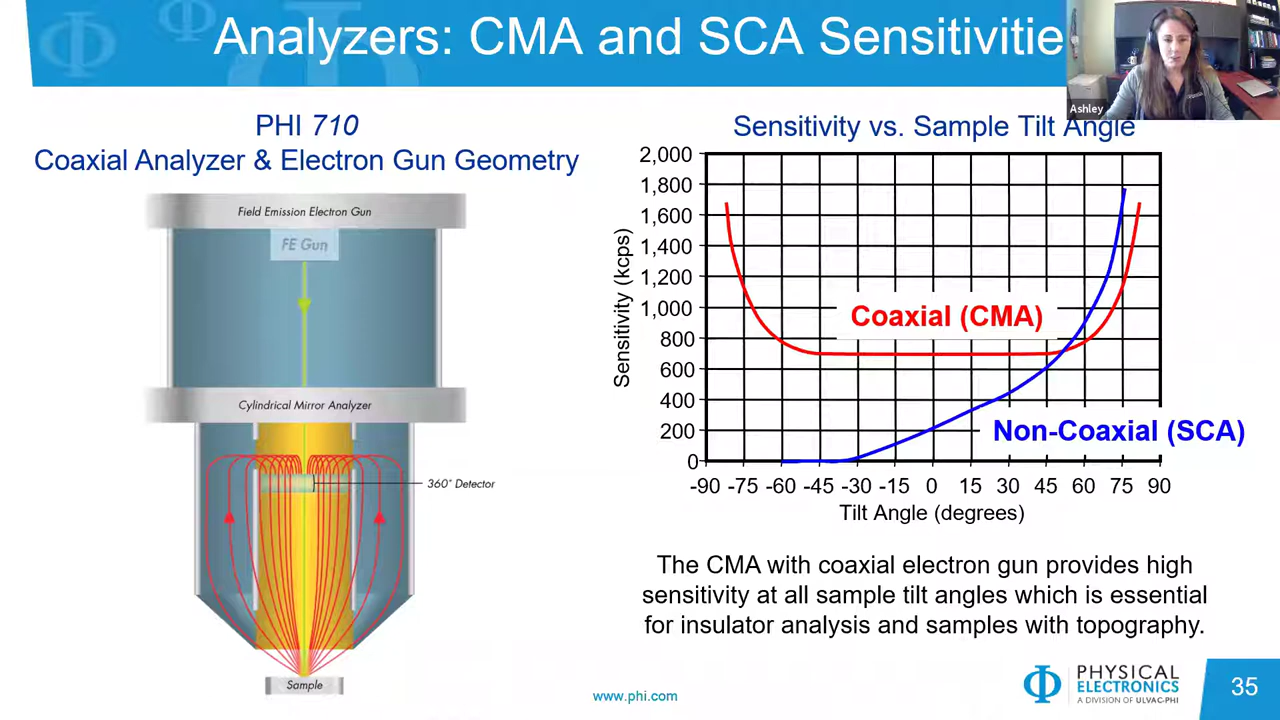 Analyzers: CMA and SCA Sensitivitie
Ashley
PHI 710
Coaxial Analyzer & Electron Gun Geometry
Field Emission Electron Gun
FE Gun
Cylindrical Mirror Analyzer
360° Detector
Sample
Sensitivity vs. Sample Tilt Angle
Sensitivity (kcps)
2,000
1,800
1,600
1,400
1,200
1,000
800
600
400
200
0
Coaxial (CMA)
Non-Coaxial (SCA)
-90 -75 -60 -45 -30 -15 0 15 30 45 60 75 90
Tilt Angle (degrees)
The CMA with coaxial electron gun provides high
sensitivity at all sample tilt angles which is essential
for insulator analysis and samples with topography.
www.phi.com
PHYSICAL
ELECTRONICS
A DIVISION OF ULVAC-PHI
35